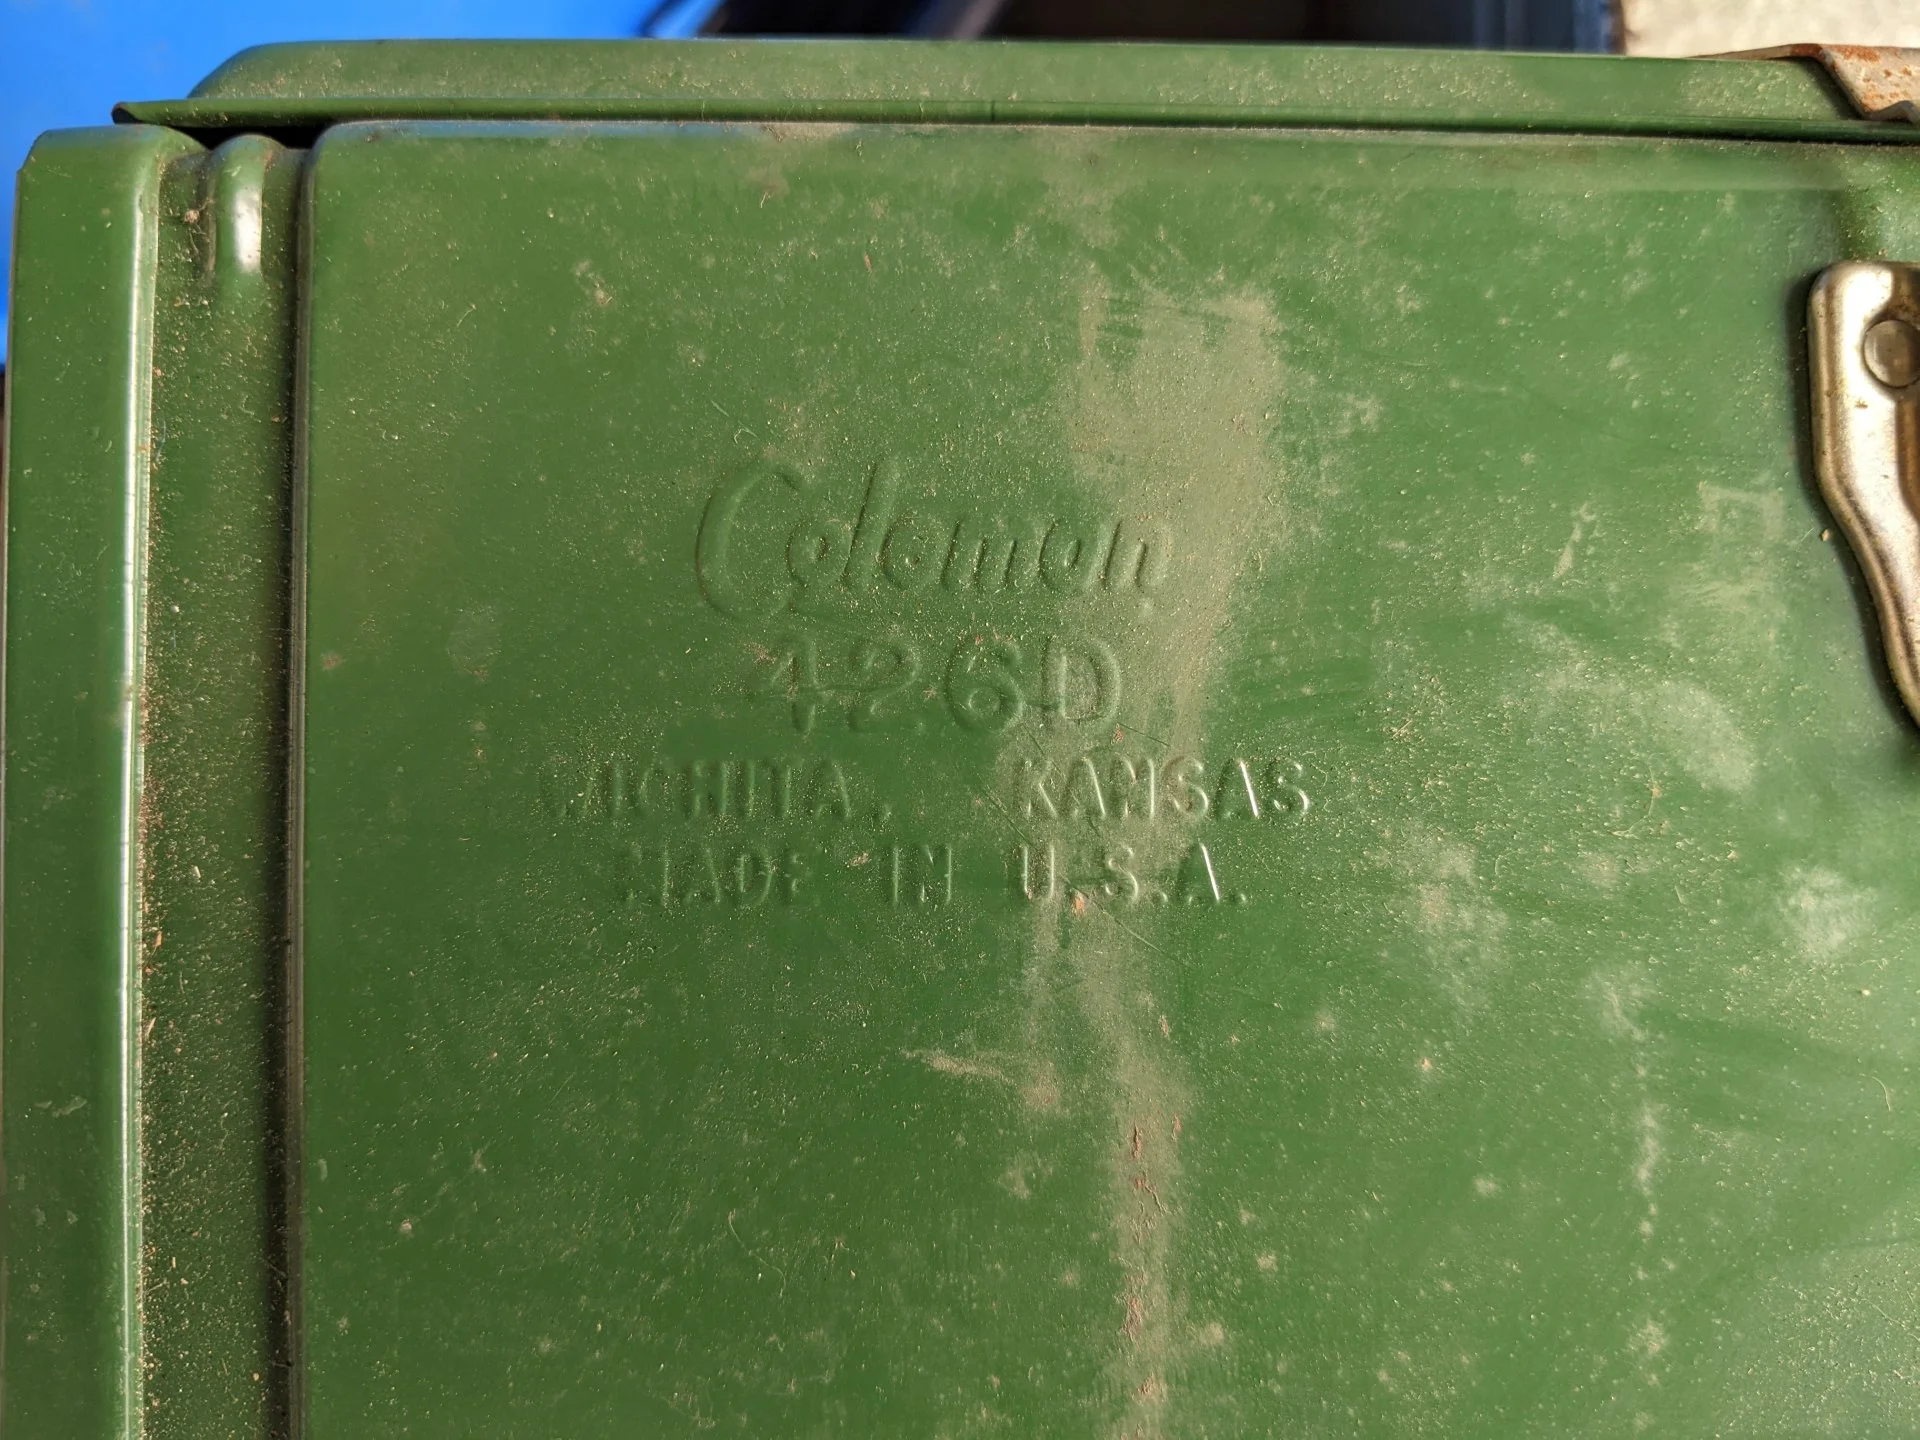 Coleman
426D
WICHITA, KANSAS
MADE IN U.S.A.